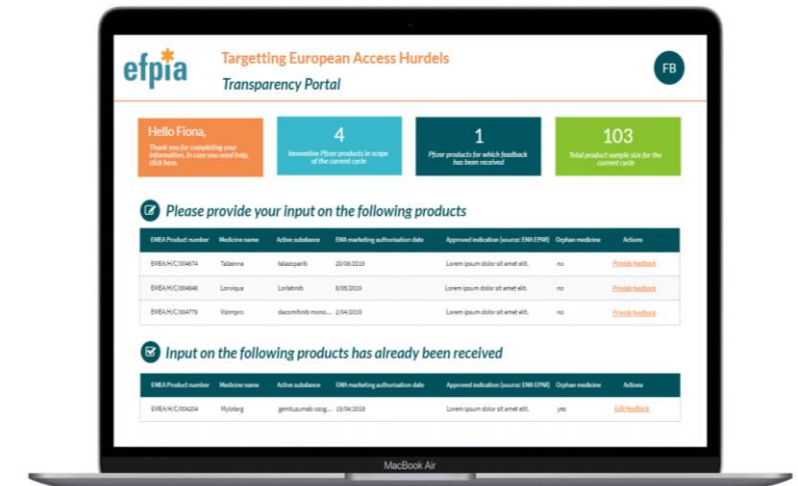 efpia
Targetting European Access Hurdels
Transparency Portal
FB
Hello Fiona,
Thank you for completing your
information. In case you need help,
click here.
4
Innovative Pfizer products in scope
of the current cycle
1
Pfizer products for which feedback
has been received
103
Total product sample size for the
current cycle
Please provide your input on the following products
EMEA Product number Medicine name Active substance EMA marketing authorisation date Approved indication (source: EMA EPAR) Orphan medicine Actions
EMEA/H/C/004674 Talzenna talazoparib 20/06/2019 Lorem ipsum dolor sit amet elit. no Provide feedback
EMEA/H/C/004646 Lorviqua Lorlatinib 6/05/2019 Lorem ipsum dolor sit amet elit. no Provide feedback
EMEA/H/C/004779 Vizimpro dacomitinib mono... 2/04/2019 Lorem ipsum dolor sit amet elit. no Provide feedback
Input on the following products has already been received
EMEA Product number Medicine name Active substance EMA marketing authorisation date Approved indication (source: EMA EPAR) Orphan medicine Actions
EMEA/H/C/004204 Mylotarg gemtuzumab ozog... 19/04/2018 Lorem ipsum dolor sit amet elit. yes Edit feedback
MacBook Air